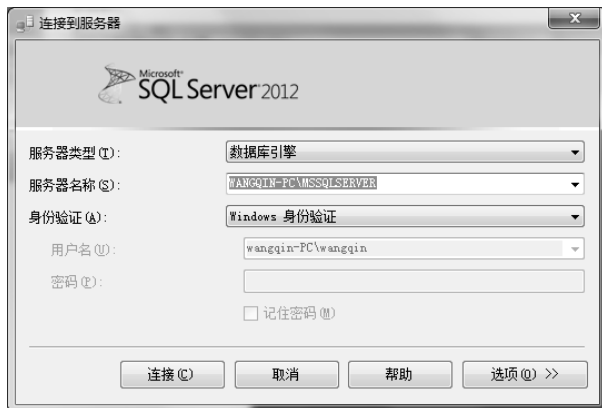 连接到服务器
Microsoft®
SQL Server 2012
服务器类型(T): 数据库引擎
服务器名称(S): WANGQIN-PC\MSSQLSERVER
身份验证(A): Windows 身份验证
用户名(U): wangqin-PC\wangqin
密码(P):
记住密码(M)
连接(C) 取消 帮助 选项(O) >>